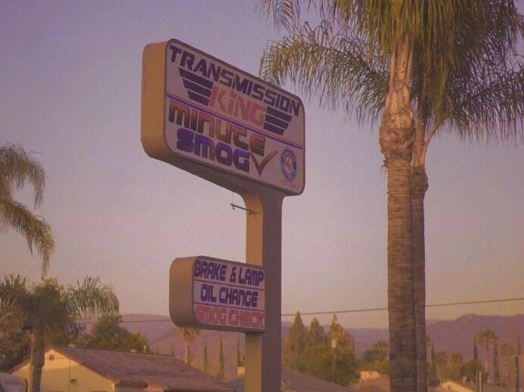 TRANSMISSION
KING
MINUTE
SMOG
BRAKE & LAMP
OIL CHANGE
SMOG CHECK